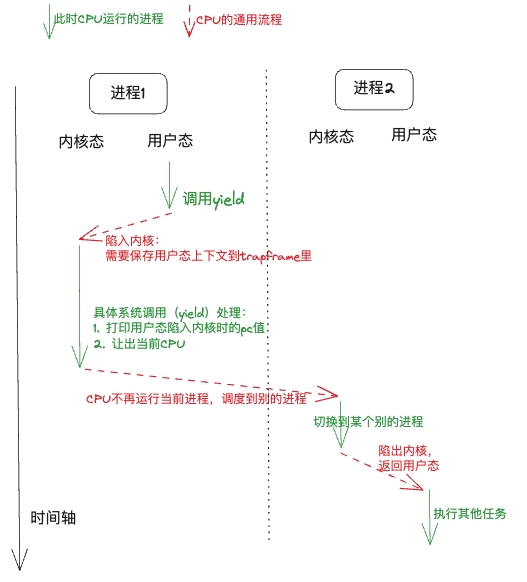 此时CPU运行的进程
CPU的通用流程
进程1
进程2
内核态
用户态
内核态
用户态
调用yield
陷入内核：
需要保存用户态上下文到trapframe里
具体系统调用（yield）处理：
1. 打印用户态陷入内核时的pc值
2. 让出当前CPU
CPU不再运行当前进程，调度到别的进程
切换到某个别的进程
陷出内核，
返回用户态
执行其他任务
时间轴